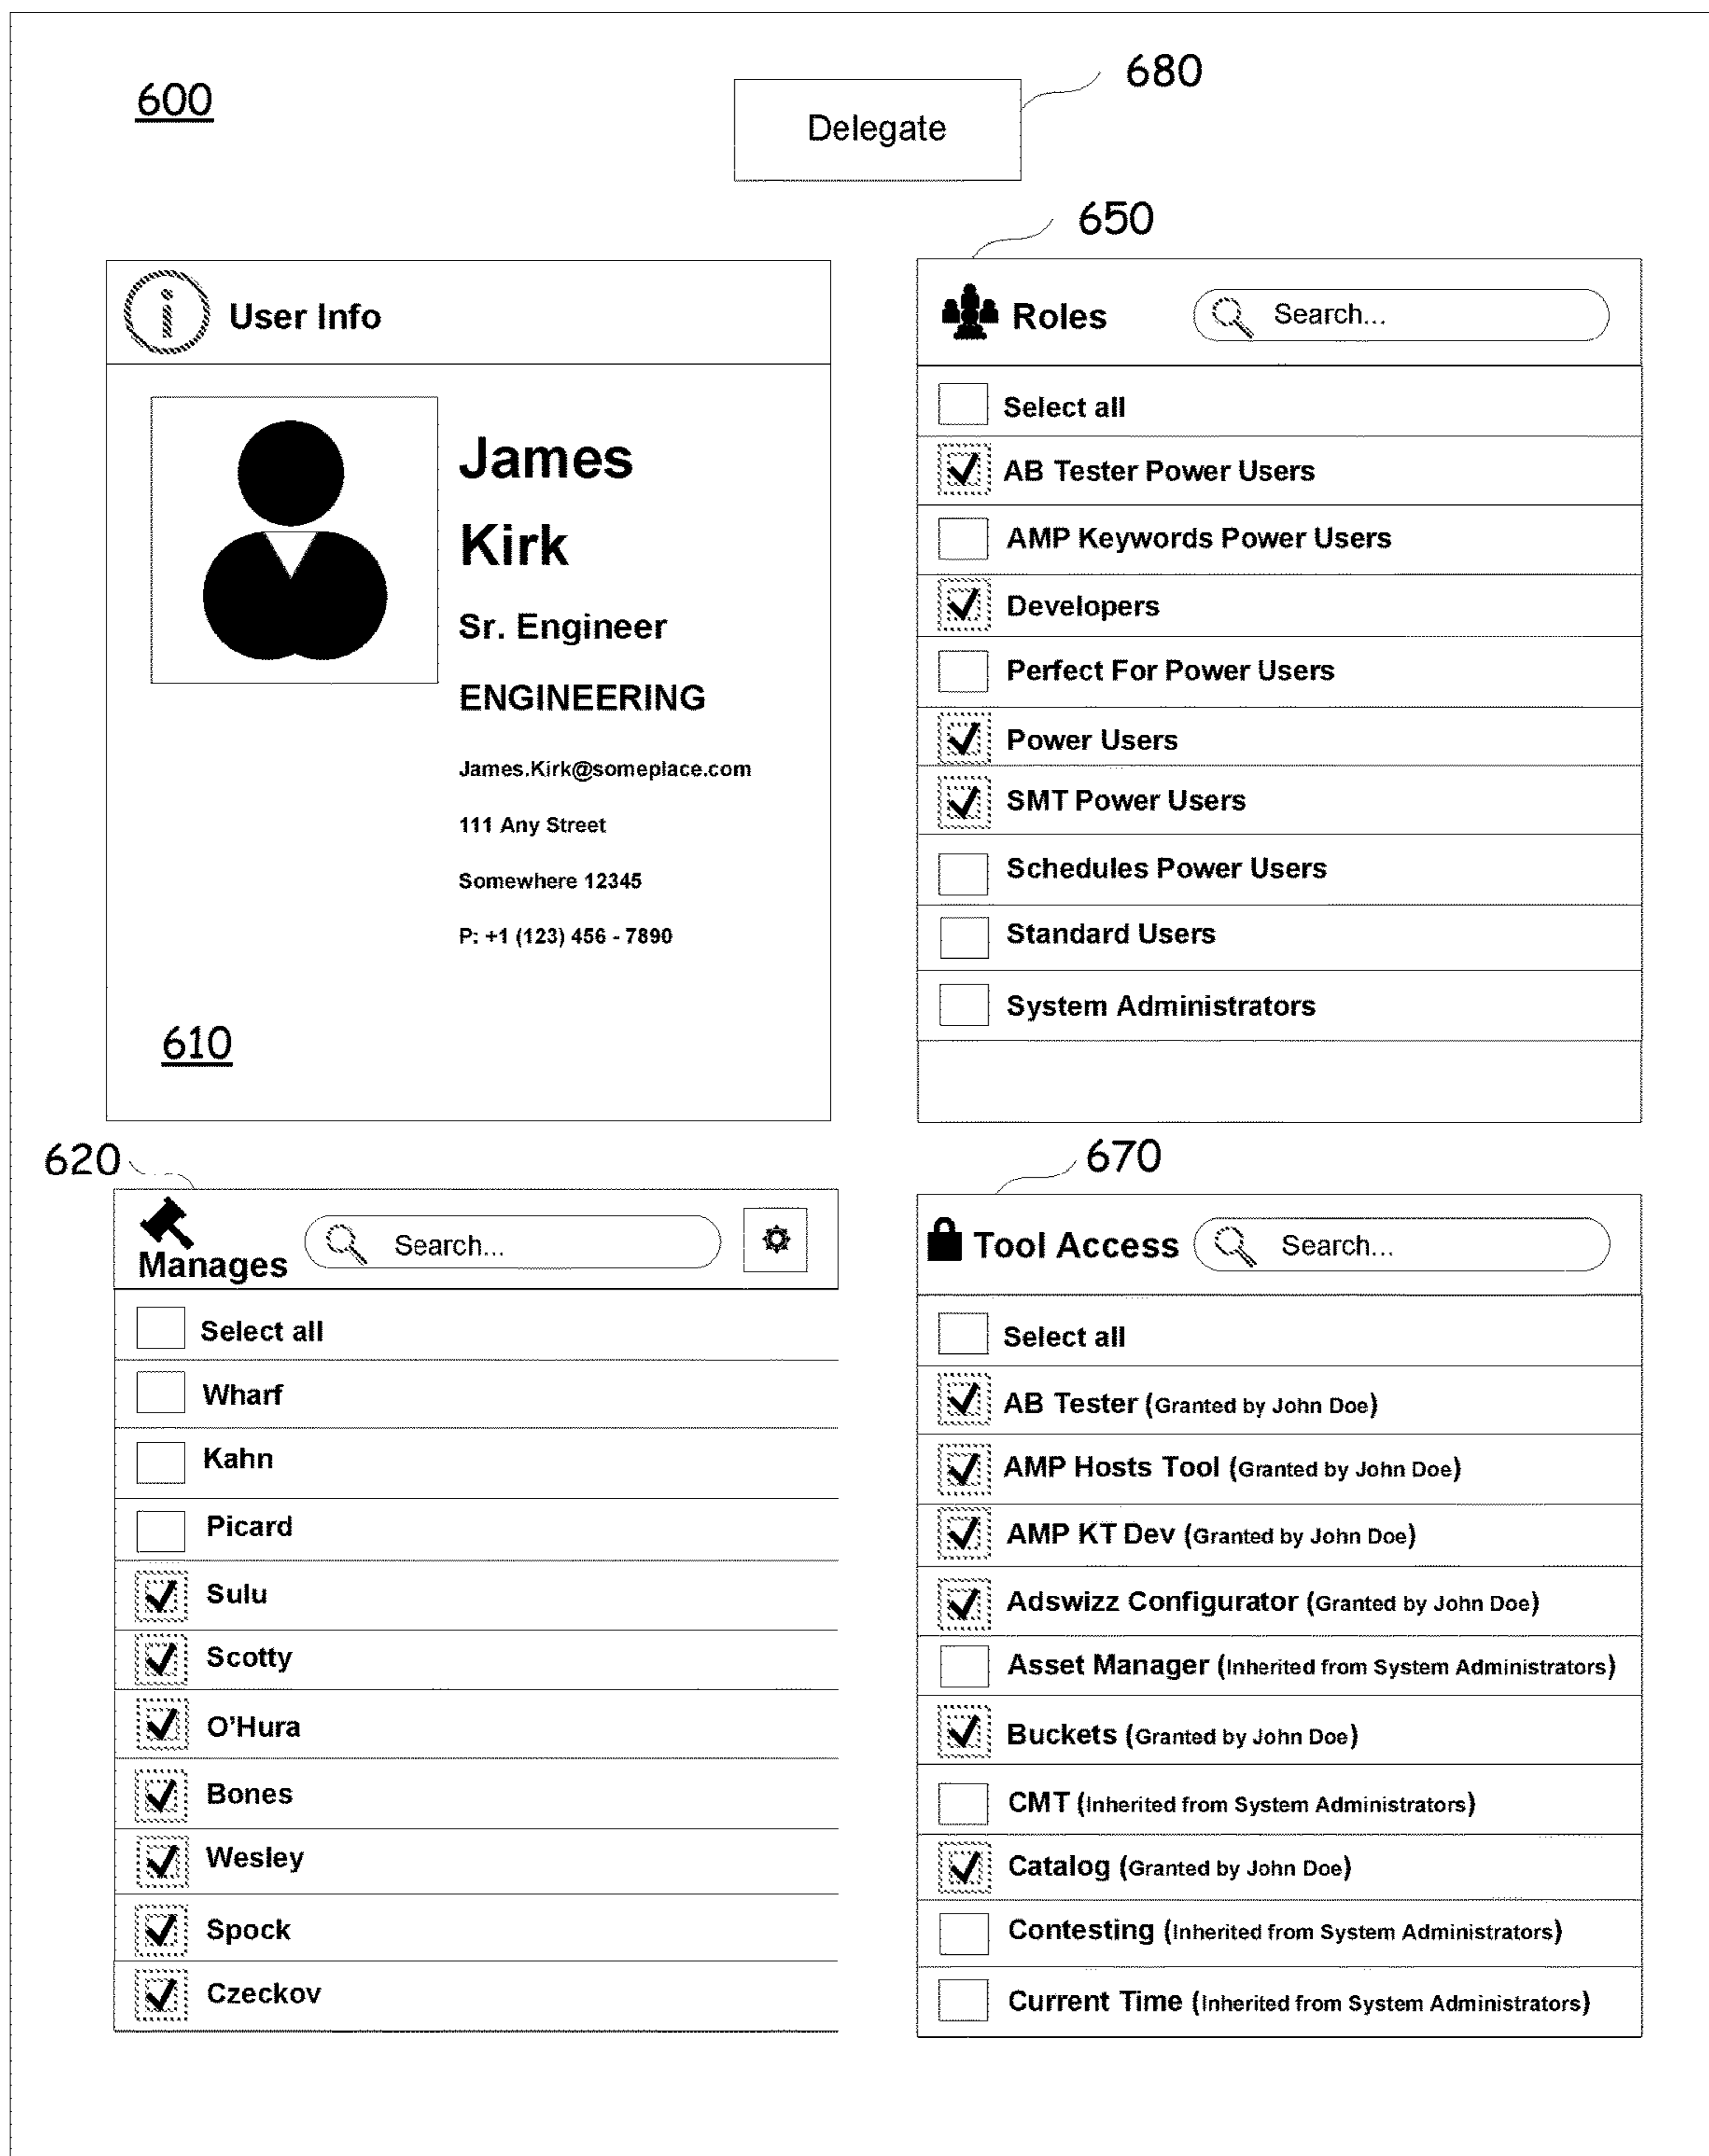 600
Delegate
680
User Info
James
Kirk
Sr. Engineer
ENGINEERING
James.Kirk@someplace.com
111 Any Street
Somewhere 12345
P: +1 (123) 456 - 7890
610
650
Roles
Search...
Select all
AB Tester Power Users
AMP Keywords Power Users
Developers
Perfect For Power Users
Power Users
SMT Power Users
Schedules Power Users
Standard Users
System Administrators
620
Manages
Search...
Select all
Wharf
Kahn
Picard
Sulu
Scotty
O'Hura
Bones
Wesley
Spock
Czeckov
670
Tool Access
Search...
Select all
AB Tester (Granted by John Doe)
AMP Hosts Tool (Granted by John Doe)
AMP KT Dev (Granted by John Doe)
Adswizz Configurator (Granted by John Doe)
Asset Manager (Inherited from System Administrators)
Buckets (Granted by John Doe)
CMT (Inherited from System Administrators)
Catalog (Granted by John Doe)
Contesting (Inherited from System Administrators)
Current Time (Inherited from System Administrators)